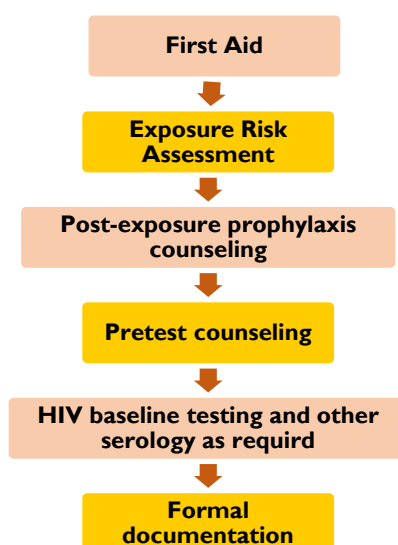 First Aid
Exposure Risk
Assessment
Post-exposure prophylaxis
counseling
Pretest counseling
HIV baseline testing and other
serology as requird
Formal
documentation